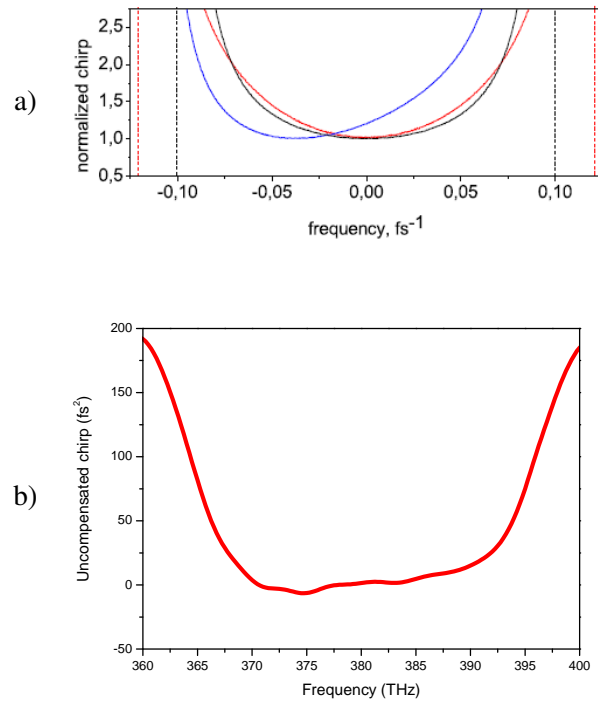 a)
normalized chirp
2,5
2,0
1,5
1,0
0,5
-0,10 -0,05 0,00 0,05 0,10
frequency, fs⁻¹
b)
Uncompensated chirp (fs²)
200
150
100
50
0
-50
360 365 370 375 380 385 390 395 400
Frequency (THz)